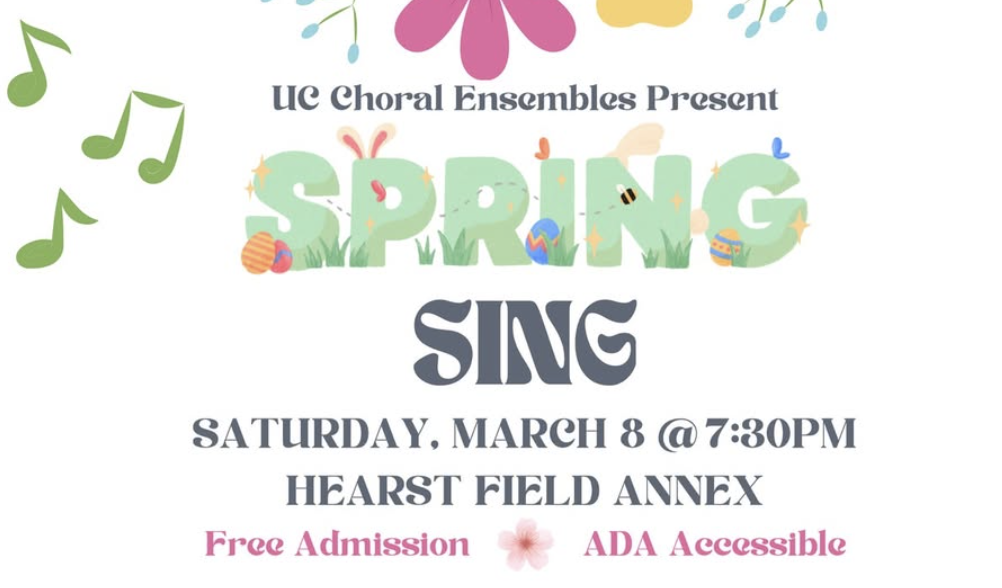 UC Choral Ensembles Present
SPRING
SING
SATURDAY, MARCH 8 @ 7:30PM
HEARST FIELD ANNEX
Free Admission ADA Accessible